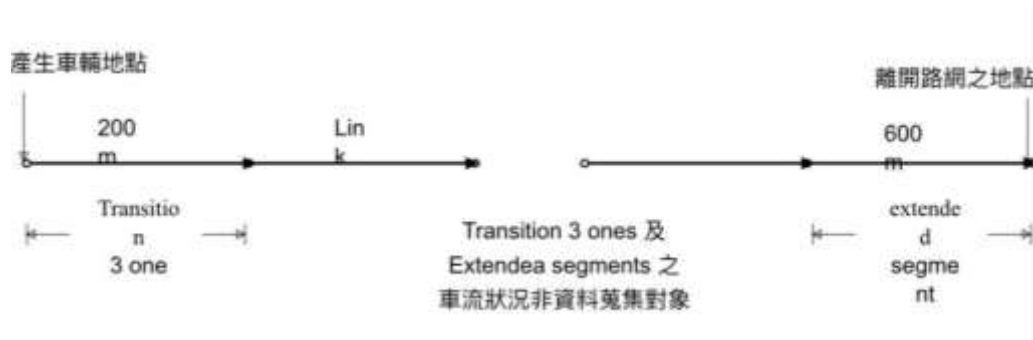 產生車輛地點
離開路網之地點
200
m
Lin
k
600
m
Transitio
n
3 one
Transition 3 ones 及
Extendea segments 之
車流狀況非資料蒐集對象
extende
d
segme
nt